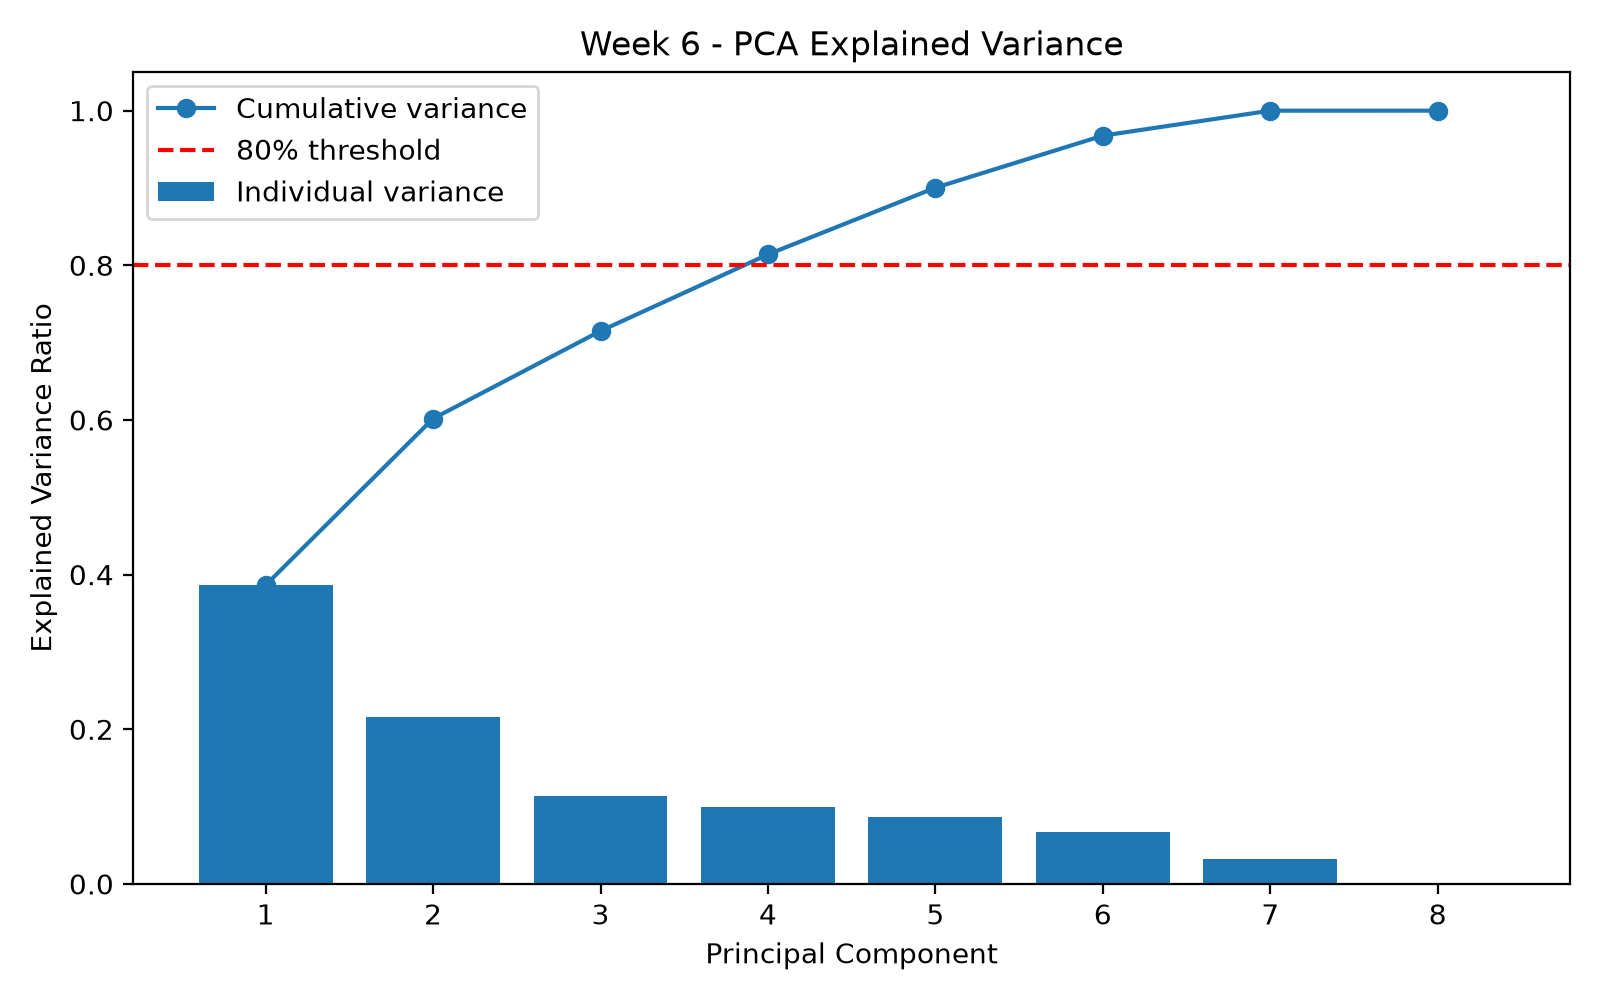 Week 6 - PCA Explained Variance
Cumulative variance
80% threshold
Individual variance
Explained Variance Ratio
1.0
0.8
0.6
0.4
0.2
0.0
1 2 3 4 5 6 7 8
Principal Component